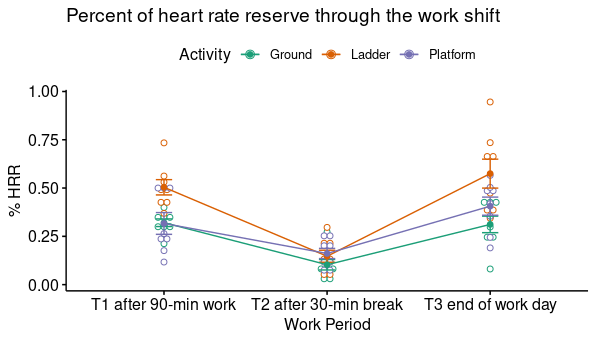 Percent of heart rate reserve through the work shift
Activity Ground Ladder Platform
1.00
0.75
0.50
0.25
0.00
% HRR
T1 after 90-min work T2 after 30-min break T3 end of work day
Work Period